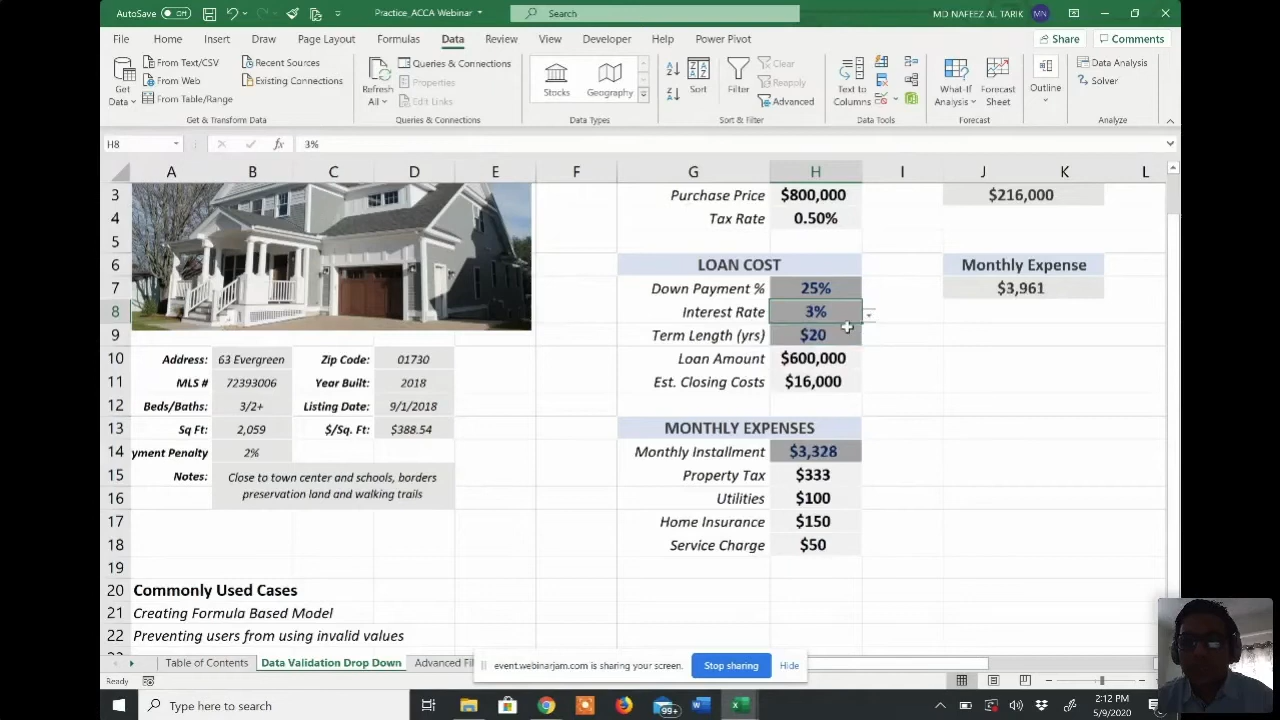 AutoSave Off Practice_ACCA Webinar Search MD NAFEEZ AL TARIK MN
File Home Insert Draw Page Layout Formulas Data Review View Developer Help Power Pivot Share Comments
Get Data From Text/CSV From Web From Table/Range Recent Sources Existing Connections
Refresh All Queries & Connections Properties Edit Links
Stocks Geography
Sort Filter Clear Reapply Advanced
Text to Columns
What-If Analysis Forecast Sheet
Outline
Data Analysis Solver
Get & Transform Data Queries & Connections Data Types Sort & Filter Data Tools Forecast Analyze
H8 fx 3%
A B C D E F G H I J K L
3 Purchase Price $800,000 $216,000
4 Tax Rate 0.50%
5
6 LOAN COST Monthly Expense
7 Down Payment % 25% $3,961
8 Interest Rate 3%
9 Term Length (yrs) $20
10 Address: 63 Evergreen Zip Code: 01730 Loan Amount $600,000
11 MLS # 72393006 Year Built: 2018 Est. Closing Costs $16,000
12 Beds/Baths: 3/2+ Listing Date: 9/1/2018
13 Sq Ft: 2,059 $/Sq. Ft: $388.54 MONTHLY EXPENSES
14 yment Penalty 2% Monthly Installment $3,328
15 Notes: Close to town center and schools, borders Property Tax $333
16 preservation land and walking trails Utilities $100
17 Home Insurance $150
18 Service Charge $50
19
20 Commonly Used Cases
21 Creating Formula Based Model
22 Preventing users from using invalid values
Table of Contents Data Validation Drop Down Advanced Fil
event.webinarjam.com is sharing your screen. Stop sharing Hide
Ready
Type here to search 99+ 2:12 PM
5/9/2020